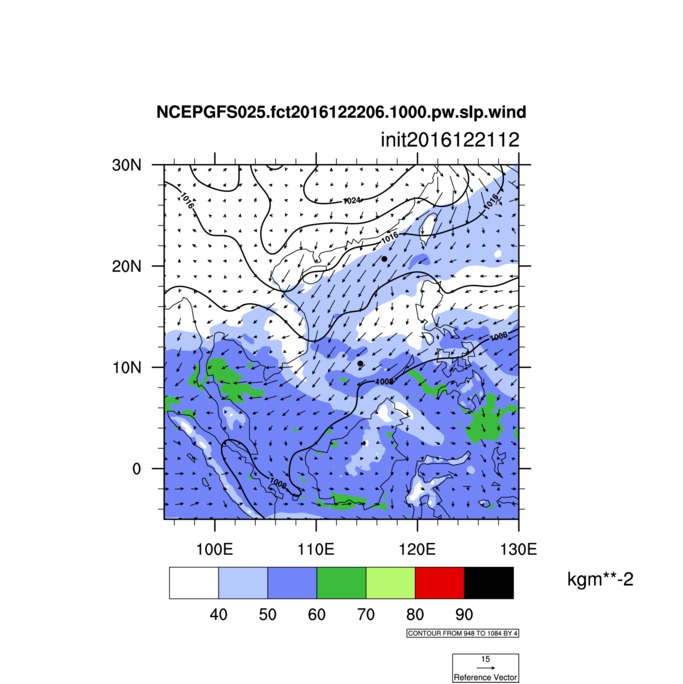 NCEPGFS025.fct2016122206.1000.pw.slp.wind
init2016122112
30N
1016
1024
1016
1016
20N
1008
10N
1008
0
1008
100E 110E 120E 130E
kgm**-2
40 50 60 70 80 90
CONTOUR FROM 948 TO 1084 BY 4
15
Reference Vector